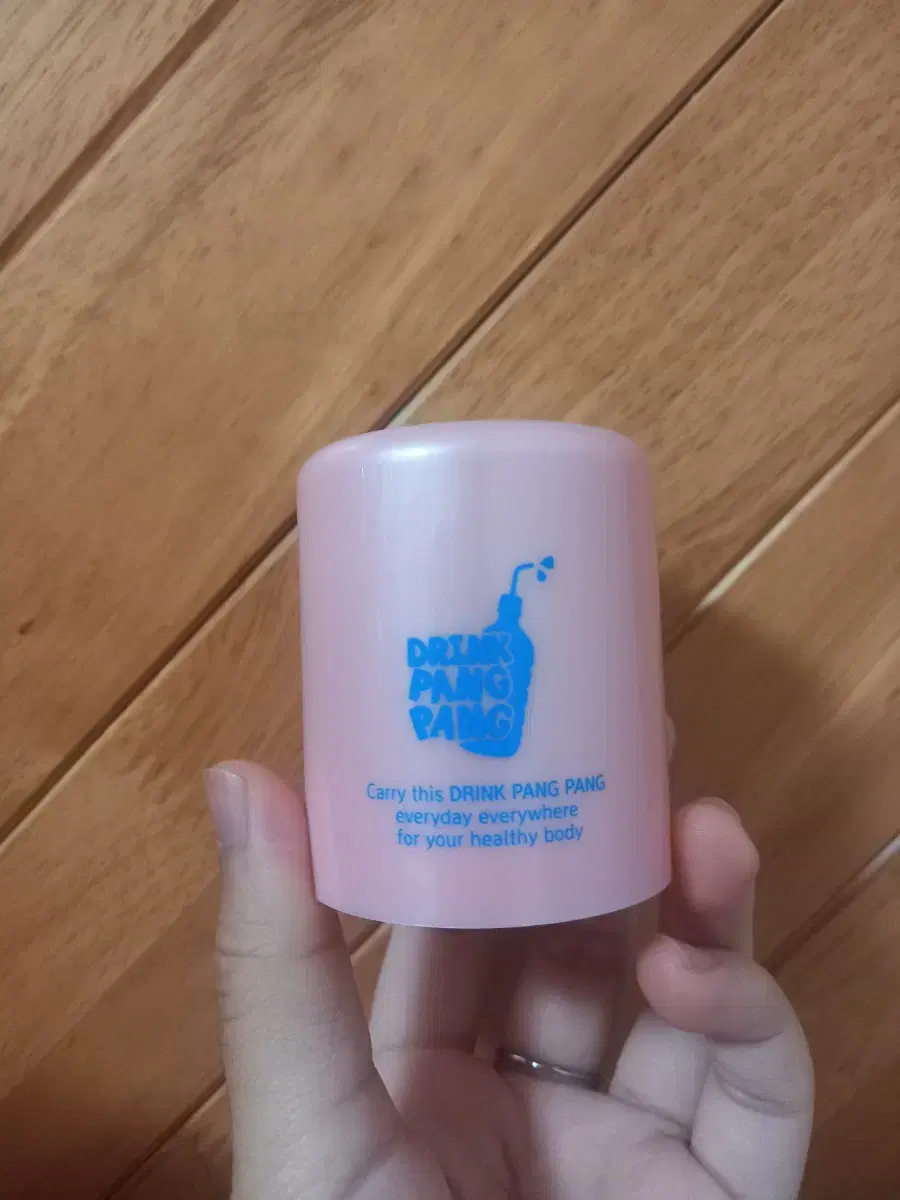 DRINK
PANG
PANG
Carry this DRINK PANG PANG
everyday everywhere
for your healthy body